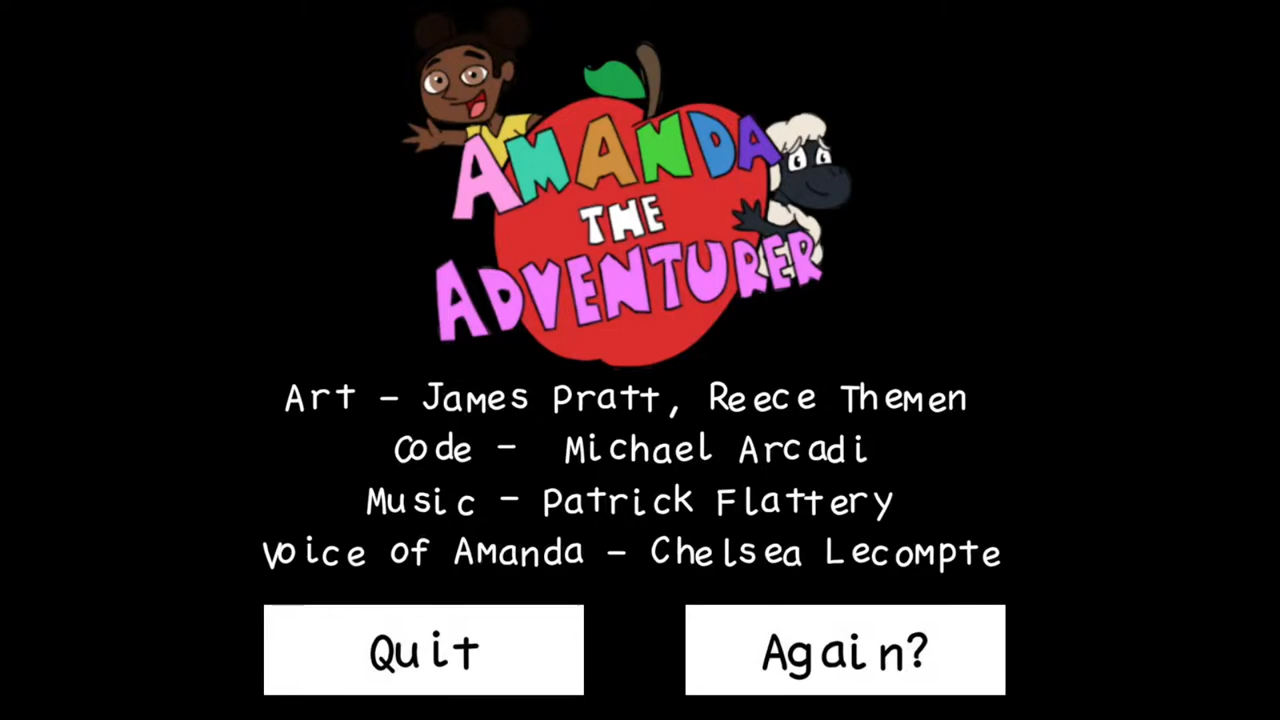 AMANDA
THE
ADVENTURER
Art - James Pratt, Reece Themen
Code - Michael Arcadi
Music - Patrick Flattery
Voice of Amanda - Chelsea Lecompte
Quit
Again?